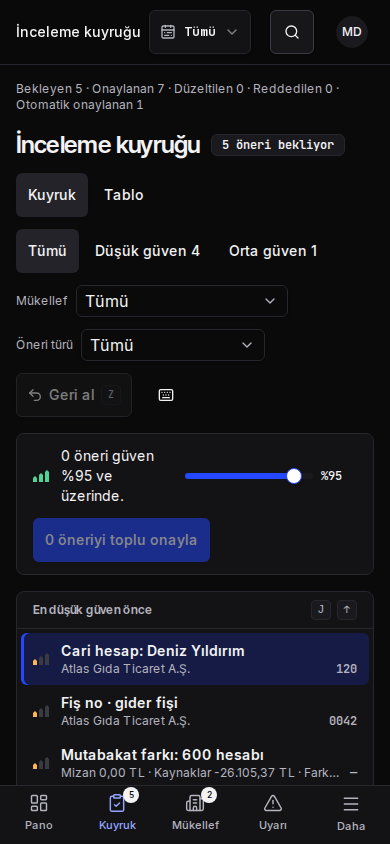 İnceleme kuyruğu Tümü MD
Bekleyen 5 · Onaylanan 7 · Düzeltilen 0 · Reddedilen 0 ·
Otomatik onaylanan 1
İnceleme kuyruğu 5 öneri bekliyor
Kuyruk Tablo
Tümü Düşük güven 4 Orta güven 1
Mükellef Tümü
Öneri türü Tümü
Geri al Z
0 öneri güven
%95 ve
üzerinde.
%95
0 öneriyi toplu onayla
En düşük güven önce J ↑
Cari hesap: Deniz Yıldırım
Atlas Gıda Ticaret A.Ş. 120
Fiş no · gider fişi
Atlas Gıda Ticaret A.Ş. 0042
Mutabakat farkı: 600 hesabı
Mizan 0,00 TL · Kaynaklar -26.105,37 TL · Fark... —
5 2
Pano Kuyruk Mükellef Uyarı Daha